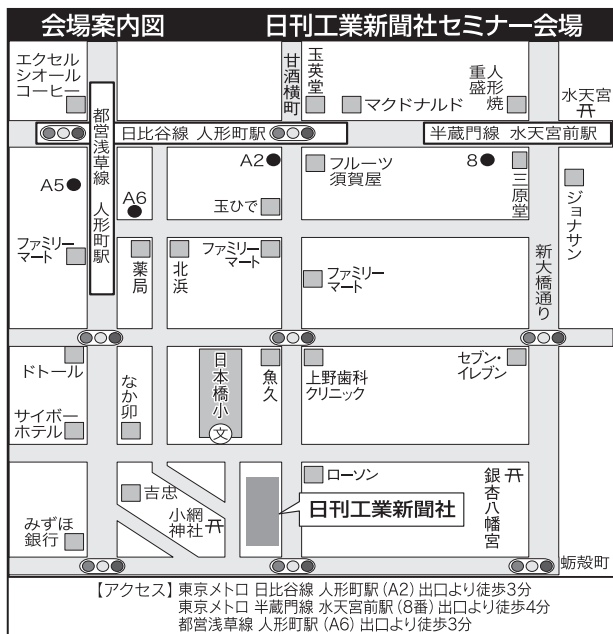 会場案内図　日刊工業新聞社セミナー会場
エクセル
シオール
コーヒー
都営浅草線 人形町駅
甘酒横町
玉英堂
マクドナルド
人形焼
重盛
水天宮
日比谷線 人形町駅
半蔵門線 水天宮前駅
A5
A6
A2
玉ひで
フルーツ
須賀屋
8
三原堂
ジョナサン
ファミリー
マート
薬局
北浜
ファミリー
マート
ファミリー
マート
新大橋通り
ドトール
なか卯
日本橋小
文
魚久
上野歯科
クリニック
セブン・
イレブン
サイボー
ホテル
吉忠
小網
神社
ローソン
日刊工業新聞社
銀杏八幡宮
みずほ
銀行
蛎殻町
【アクセス】東京メトロ 日比谷線 人形町駅(A2)出口より徒歩3分
東京メトロ 半蔵門線 水天宮前駅(8番)出口より徒歩4分
都営浅草線 人形町駅(A6)出口より徒歩3分